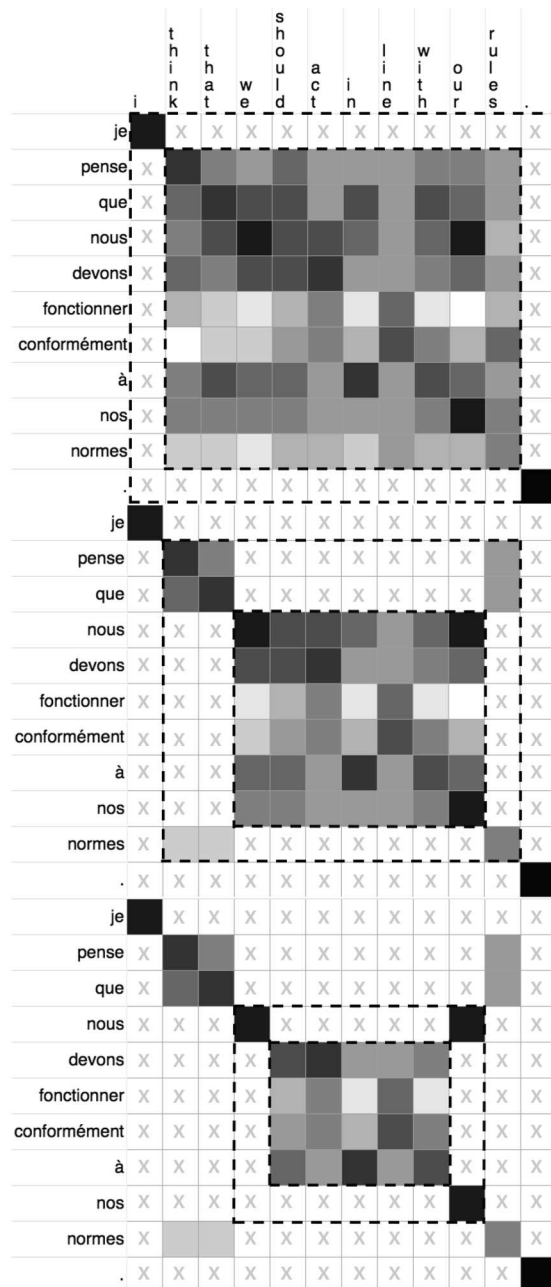 i think that we should act in line with our rules .
je X X X X X X X X X X X
pense X X
que X X
nous X X
devons X X
fonctionner X X
conformément X X
à X X
nos X X
normes X X
. X X X X X X X X X X X
je X X X X X X X X X X X
pense X X X X X X X X X
que X X X X X X X X X
nous X X X X X
devons X X X X X
fonctionner X X X X X
conformément X X X X X
à X X X X X
nos X X X X X
normes X X X X X X X X X
. X X X X X X X X X X X
je X X X X X X X X X X X
pense X X X X X X X X X
que X X X X X X X X X
nous X X X X X X X X X X
devons X X X X X X X
fonctionner X X X X X X X
conformément X X X X X X X
à X X X X X X X
nos X X X X X X X X X X X
normes X X X X X X X X X
. X X X X X X X X X X X